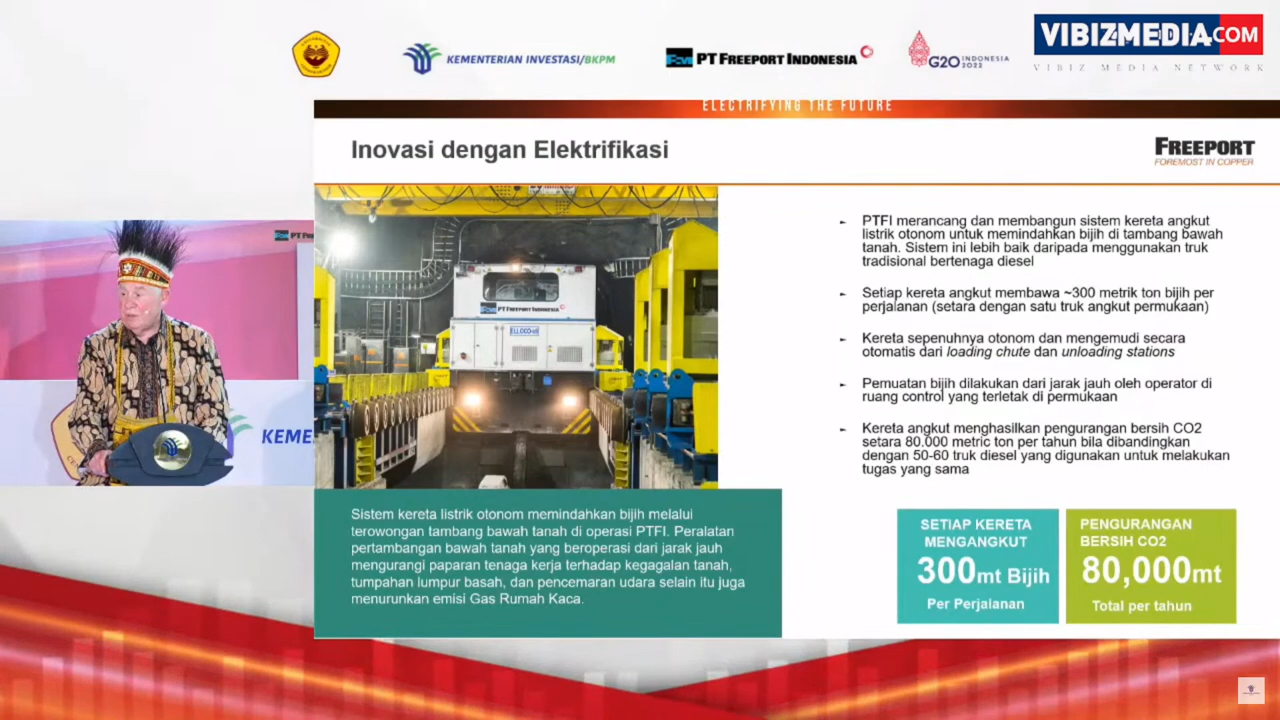 KEMENTERIAN INVESTASI/BKPM
PT FREEPORT INDONESIA
G20 INDONESIA
2022
VIBIZMEDIA.COM
VIBIZ MEDIA NETWORK
ELECTRIFYING THE FUTURE
Inovasi dengan Elektrifikasi
FREEPORT
FOREMOST IN COPPER
PT FREEPORT
KEME
PT FREEPORT INDONESIA
► PTFI merancang dan membangun sistem kereta angkut
listrik otonom untuk memindahkan bijih di tambang bawah
tanah. Sistem ini lebih baik daripada menggunakan truk
tradisional bertenaga diesel
► Setiap kereta angkut membawa ~300 metrik ton bijih per
perjalanan (setara dengan satu truk angkut permukaan)
► Kereta sepenuhnya otonom dan mengemudi secara
otomatis dari loading chute dan unloading stations
► Pemuatan bijih dilakukan dari jarak jauh oleh operator di
ruang control yang terletak di permukaan
► Kereta angkut menghasilkan pengurangan bersih CO2
setara 80.000 metric ton per tahun bila dibandingkan
dengan 50-60 truk diesel yang digunakan untuk melakukan
tugas yang sama
Sistem kereta listrik otonom memindahkan bijih melalui
terowongan tambang bawah tanah di operasi PTFI. Peralatan
pertambangan bawah tanah yang beroperasi dari jarak jauh
mengurangi paparan tenaga kerja terhadap kegagalan tanah,
tumpahan lumpur basah, dan pencemaran udara selain itu juga
menurunkan emisi Gas Rumah Kaca.
SETIAP KERETA
MENGANGKUT
300mt Bijih
Per Perjalanan
PENGURANGAN
BERSIH CO2
80,000mt
Total per tahun